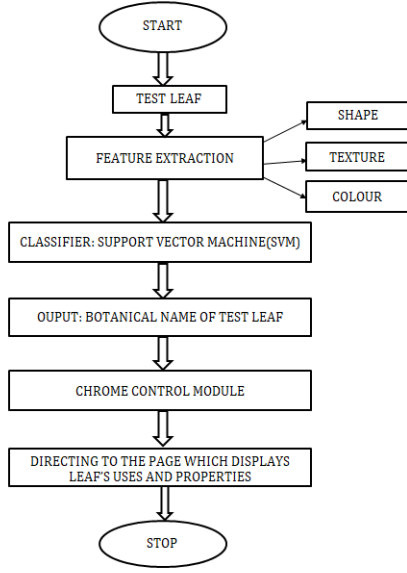 START
TEST LEAF
FEATURE EXTRACTION
SHAPE
TEXTURE
COLOUR
CLASSIFIER: SUPPORT VECTOR MACHINE(SVM)
OUPUT: BOTANICAL NAME OF TEST LEAF
CHROME CONTROL MODULE
DIRECTING TO THE PAGE WHICH DISPLAYS
LEAF'S USES AND PROPERTIES
STOP